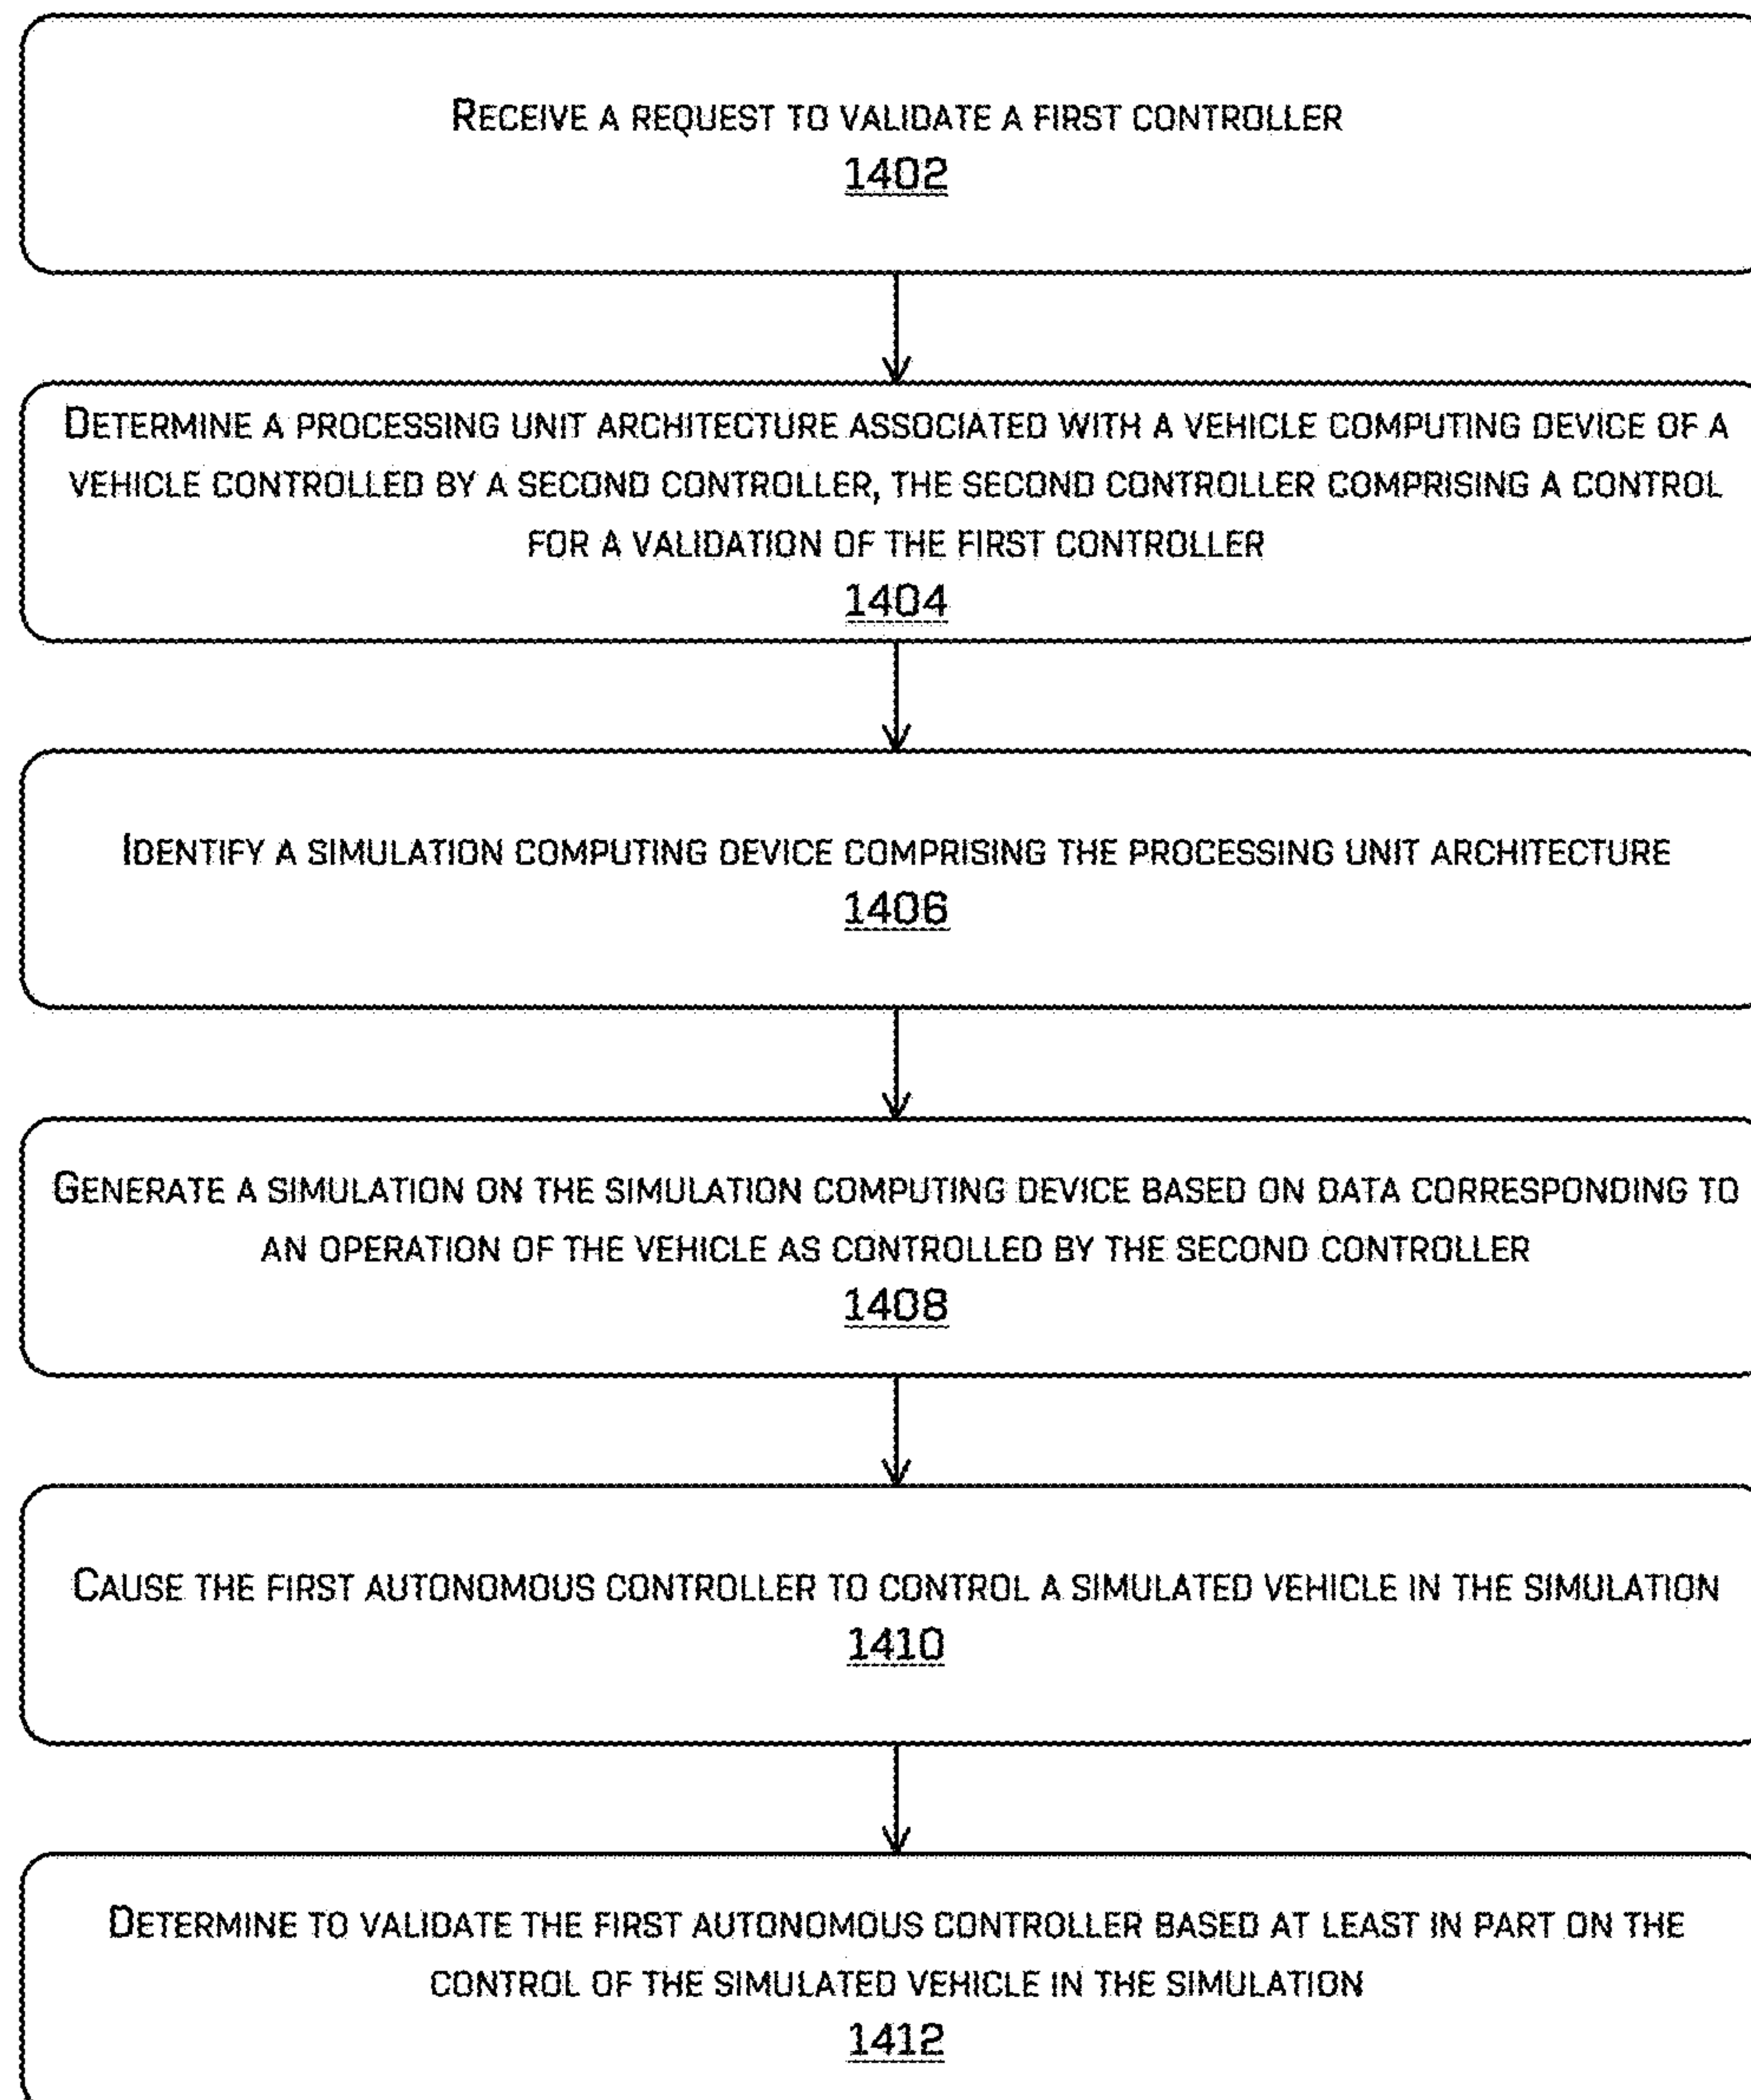 RECEIVE A REQUEST TO VALIDATE A FIRST CONTROLLER
1402
DETERMINE A PROCESSING UNIT ARCHITECTURE ASSOCIATED WITH A VEHICLE COMPUTING DEVICE OF A
VEHICLE CONTROLLED BY A SECOND CONTROLLER, THE SECOND CONTROLLER COMPRISING A CONTROL
FOR A VALIDATION OF THE FIRST CONTROLLER
1404
IDENTIFY A SIMULATION COMPUTING DEVICE COMPRISING THE PROCESSING UNIT ARCHITECTURE
1406
GENERATE A SIMULATION ON THE SIMULATION COMPUTING DEVICE BASED ON DATA CORRESPONDING TO
AN OPERATION OF THE VEHICLE AS CONTROLLED BY THE SECOND CONTROLLER
1408
CAUSE THE FIRST AUTONOMOUS CONTROLLER TO CONTROL A SIMULATED VEHICLE IN THE SIMULATION
1410
DETERMINE TO VALIDATE THE FIRST AUTONOMOUS CONTROLLER BASED AT LEAST IN PART ON THE
CONTROL OF THE SIMULATED VEHICLE IN THE SIMULATION
1412